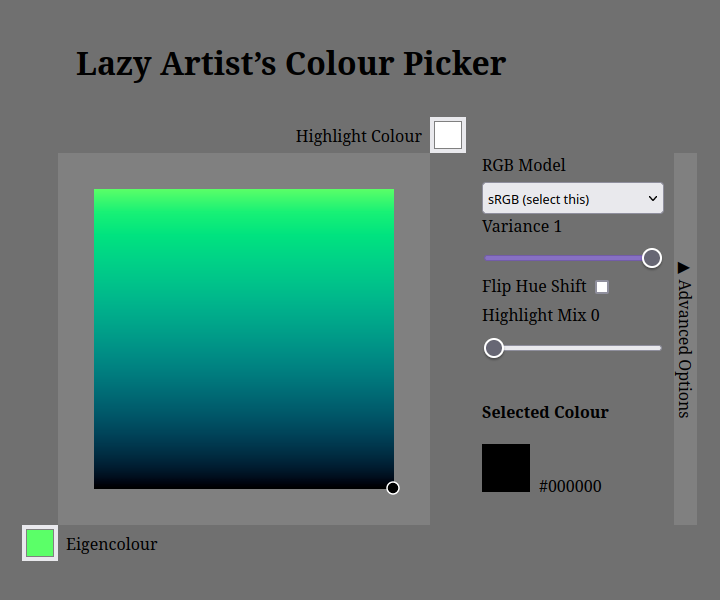 Lazy Artist’s Colour Picker
Highlight Colour
RGB Model
sRGB (select this)
Variance 1
Flip Hue Shift
Highlight Mix 0
▶ Advanced Options
Selected Colour
#000000
Eigencolour